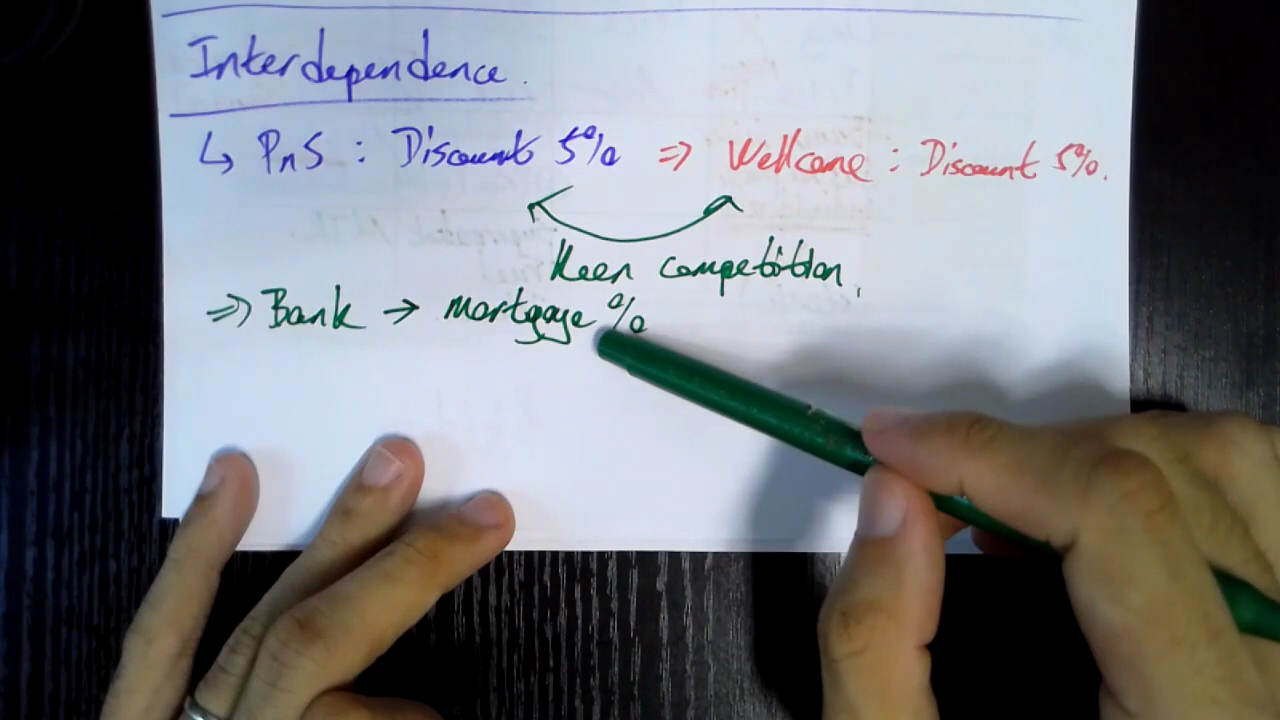 Interdependence.
↳ PnS : Discount 5% ⇒ Wellcome : Discount 5%.
Keen competition.
⇒ Bank → mortgage %